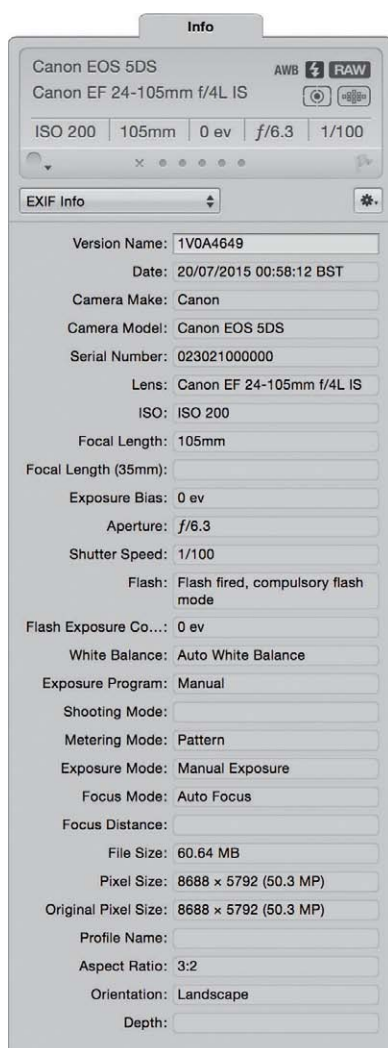 Info
Canon EOS 5DS AWB RAW
Canon EF 24-105mm f/4L IS
ISO 200 105mm 0 ev ƒ/6.3 1/100
EXIF Info
Version Name: 1V0A4649
Date: 20/07/2015 00:58:12 BST
Camera Make: Canon
Camera Model: Canon EOS 5DS
Serial Number: 023021000000
Lens: Canon EF 24-105mm f/4L IS
ISO: ISO 200
Focal Length: 105mm
Focal Length (35mm):
Exposure Bias: 0 ev
Aperture: ƒ/6.3
Shutter Speed: 1/100
Flash: Flash fired, compulsory flash
mode
Flash Exposure Co...: 0 ev
White Balance: Auto White Balance
Exposure Program: Manual
Shooting Mode:
Metering Mode: Pattern
Exposure Mode: Manual Exposure
Focus Mode: Auto Focus
Focus Distance:
File Size: 60.64 MB
Pixel Size: 8688 × 5792 (50.3 MP)
Original Pixel Size: 8688 × 5792 (50.3 MP)
Profile Name:
Aspect Ratio: 3:2
Orientation: Landscape
Depth: